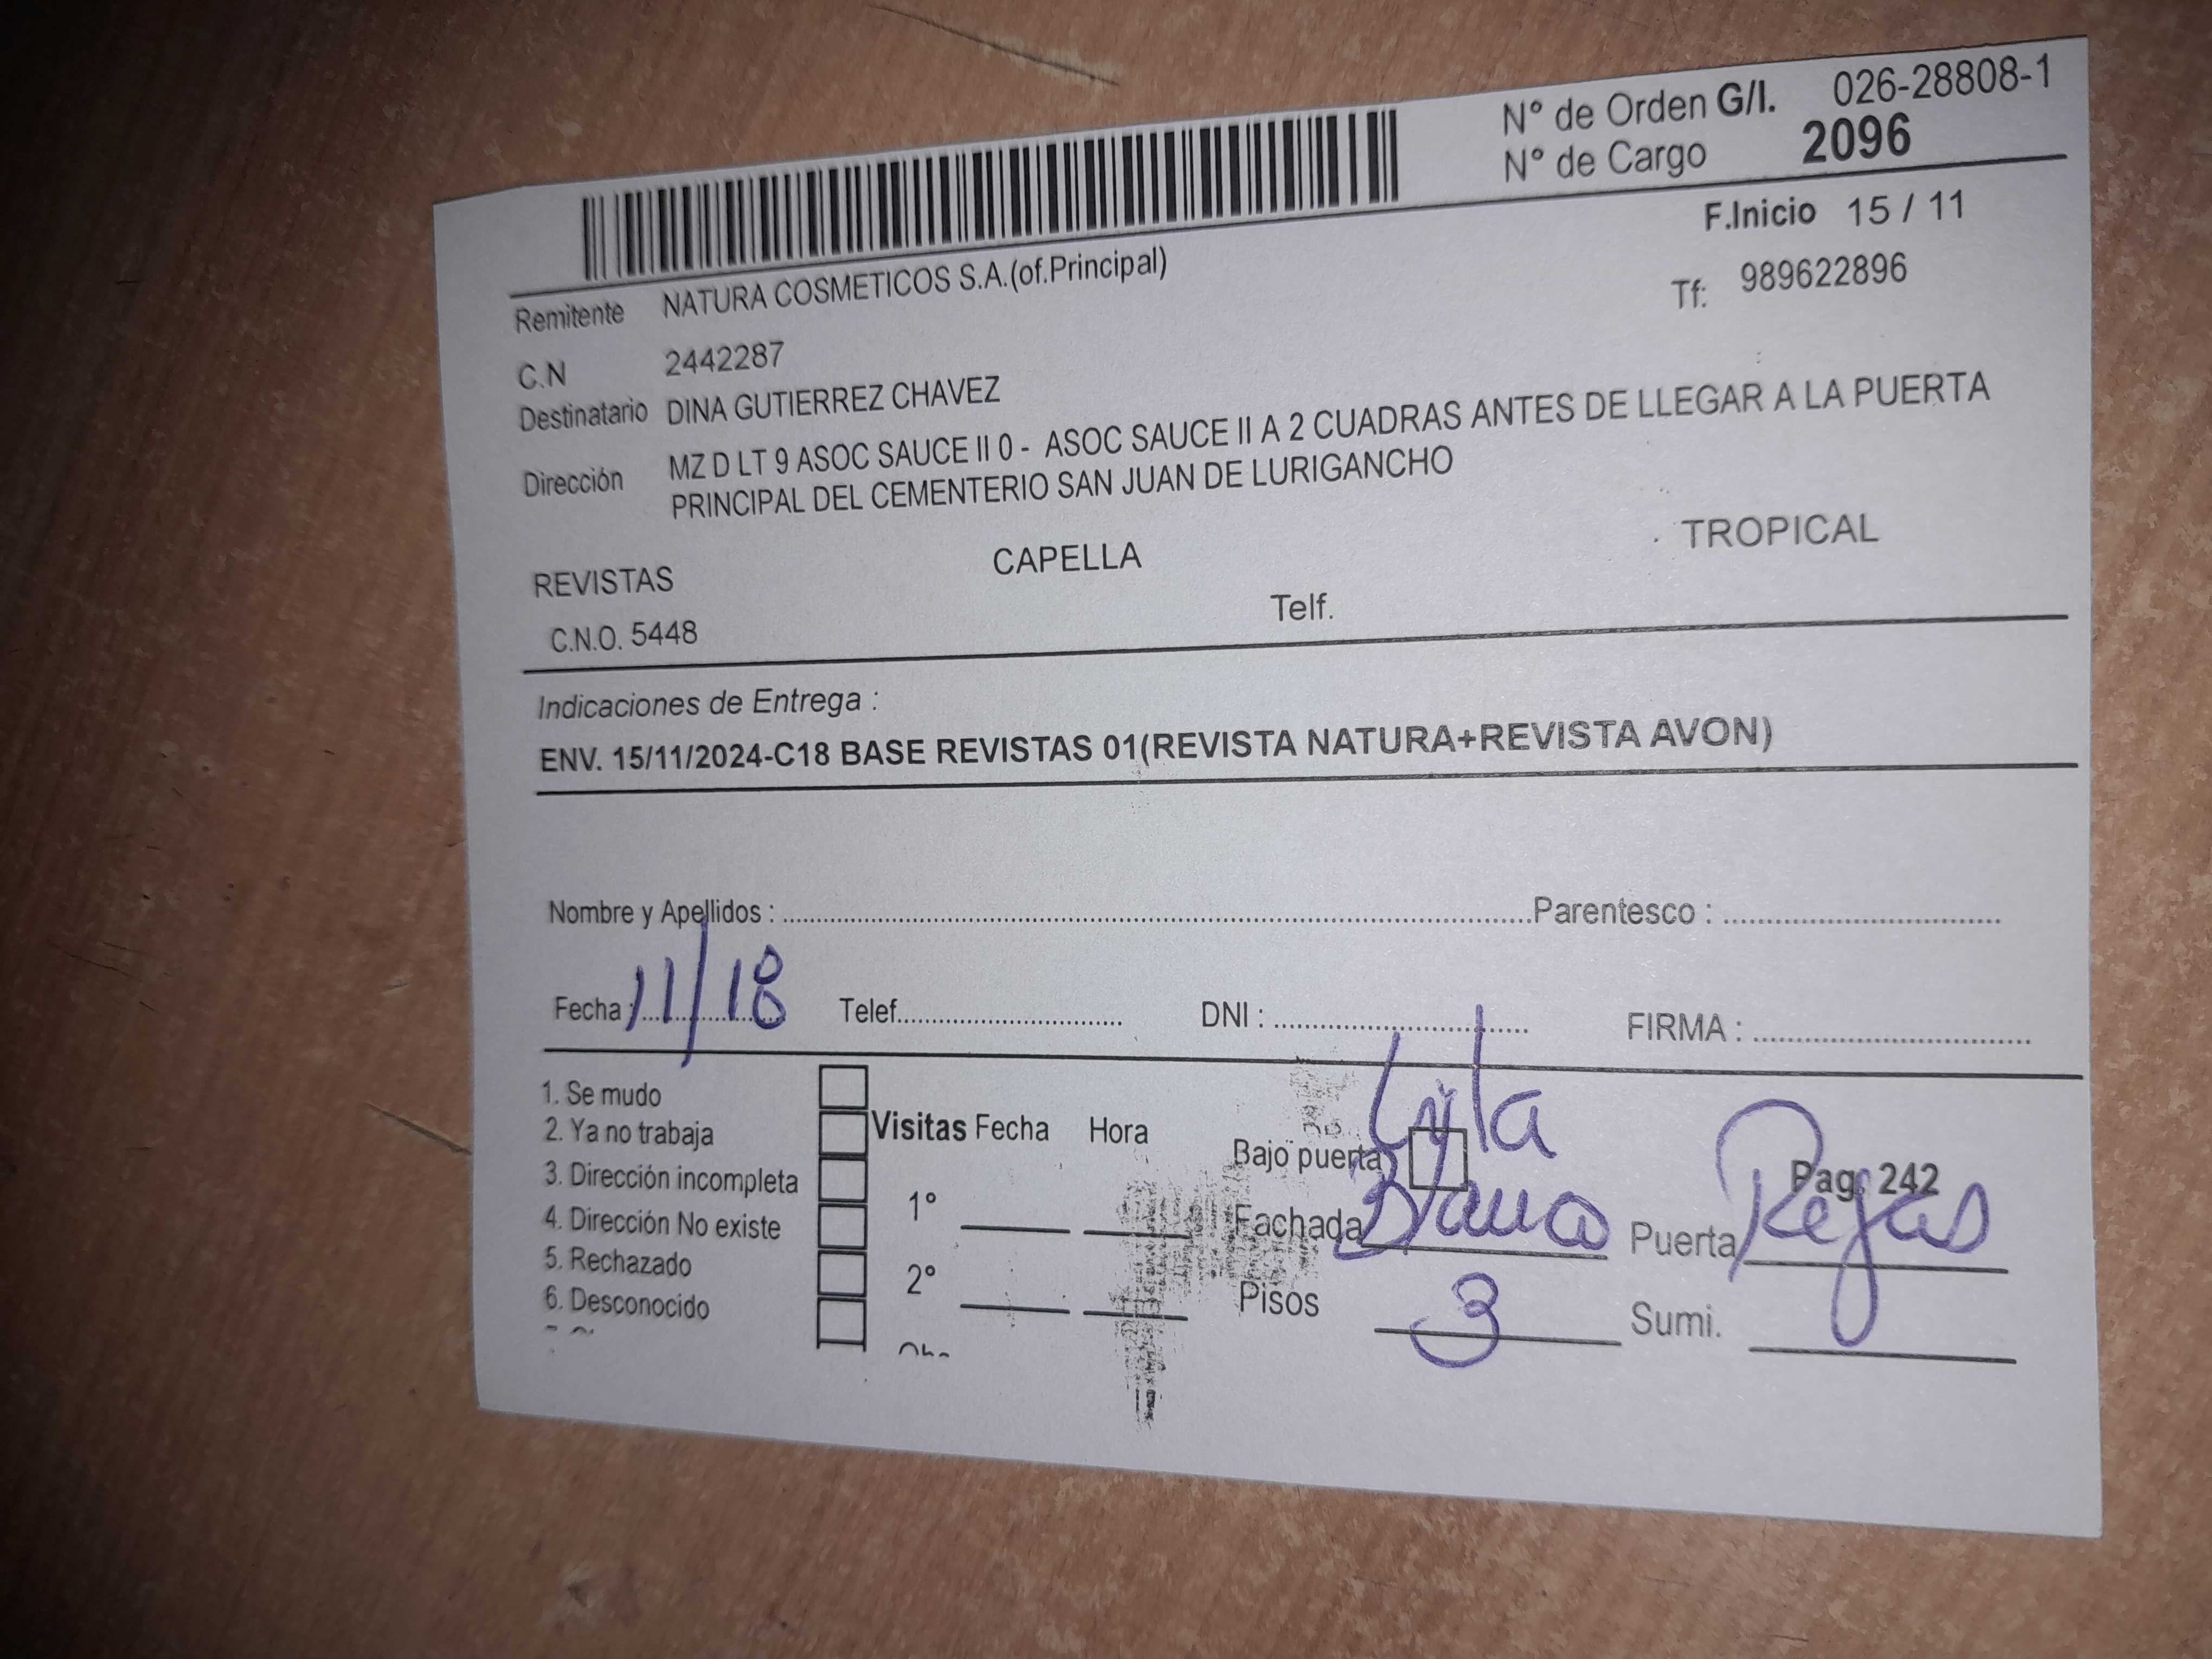 N° de Orden G/I. 026-28808-1
N° de Cargo 2096
F.Inicio 15 / 11
Remitente NATURA COSMETICOS S.A.(of.Principal)
Tf: 989622896
C.N 2442287
Destinatario DINA GUTIERREZ CHAVEZ
Dirección MZ D LT 9 ASOC SAUCE II 0 - ASOC SAUCE II A 2 CUADRAS ANTES DE LLEGAR A LA PUERTA
PRINCIPAL DEL CEMENTERIO SAN JUAN DE LURIGANCHO
REVISTAS CAPELLA TROPICAL
C.N.O. 5448 Telf.
Indicaciones de Entrega :
ENV. 15/11/2024-C18 BASE REVISTAS 01(REVISTA NATURA+REVISTA AVON)
Nombre y Apellidos : Parentesco :
Fecha : 11/18 Telef. DNI : FIRMA :
1. Se mudo
2. Ya no trabaja
3. Dirección incompleta
4. Dirección No existe
5. Rechazado
6. Desconocido
Visitas Fecha Hora
1°
2°
Bajo puerta
Pag. 242
Fachada Puerta Rejas
Pisos 3 Sumi.